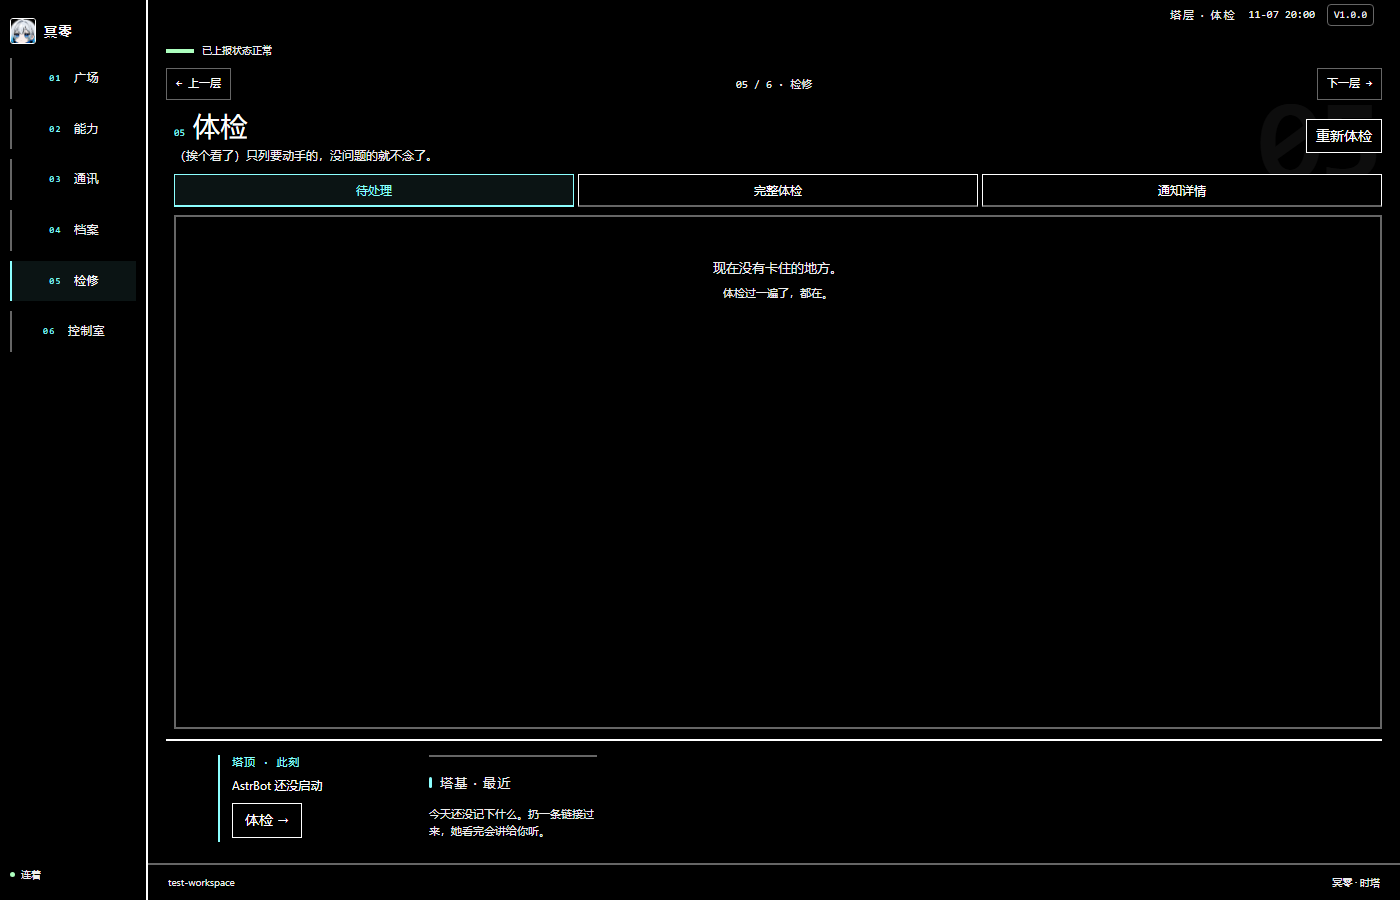 冥零
01 广场
02 能力
03 通讯
04 档案
05 检修
06 控制室
连着
塔层 · 体检 11-07 20:00 V1.0.0
已上报状态正常
← 上一层
05 / 6 · 检修
下一层 →
05
05 体检
(挨个看了）只列要动手的，没问题的就不念了。
重新体检
待处理
完整体检
通知详情
现在没有卡住的地方。
体检过一遍了，都在。
塔顶 · 此刻
AstrBot 还没启动
体检 →
塔基 · 最近
今天还没记下什么。扔一条链接过
来，她看完会讲给你听。
test-workspace
冥零 · 时塔